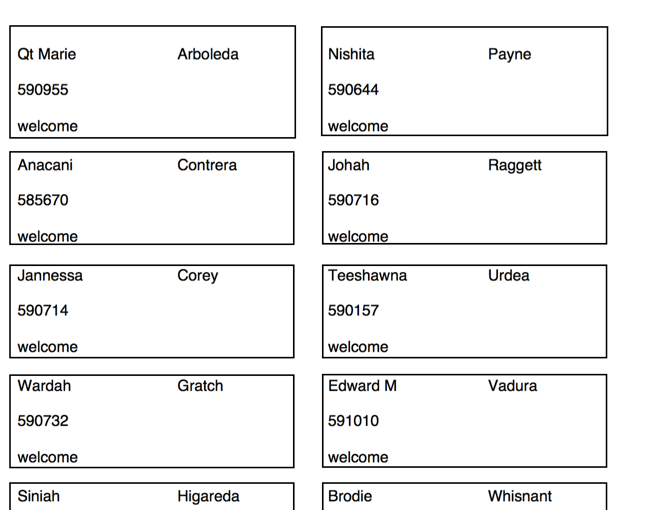 Qt Marie Arboleda
590955
welcome
Nishita Payne
590644
welcome
Anacani Contrera
585670
welcome
Johah Raggett
590716
welcome
Jannessa Corey
590714
welcome
Teeshawna Urdea
590157
welcome
Wardah Gratch
590732
welcome
Edward M Vadura
591010
welcome
Siniah Higareda
Brodie Whisnant